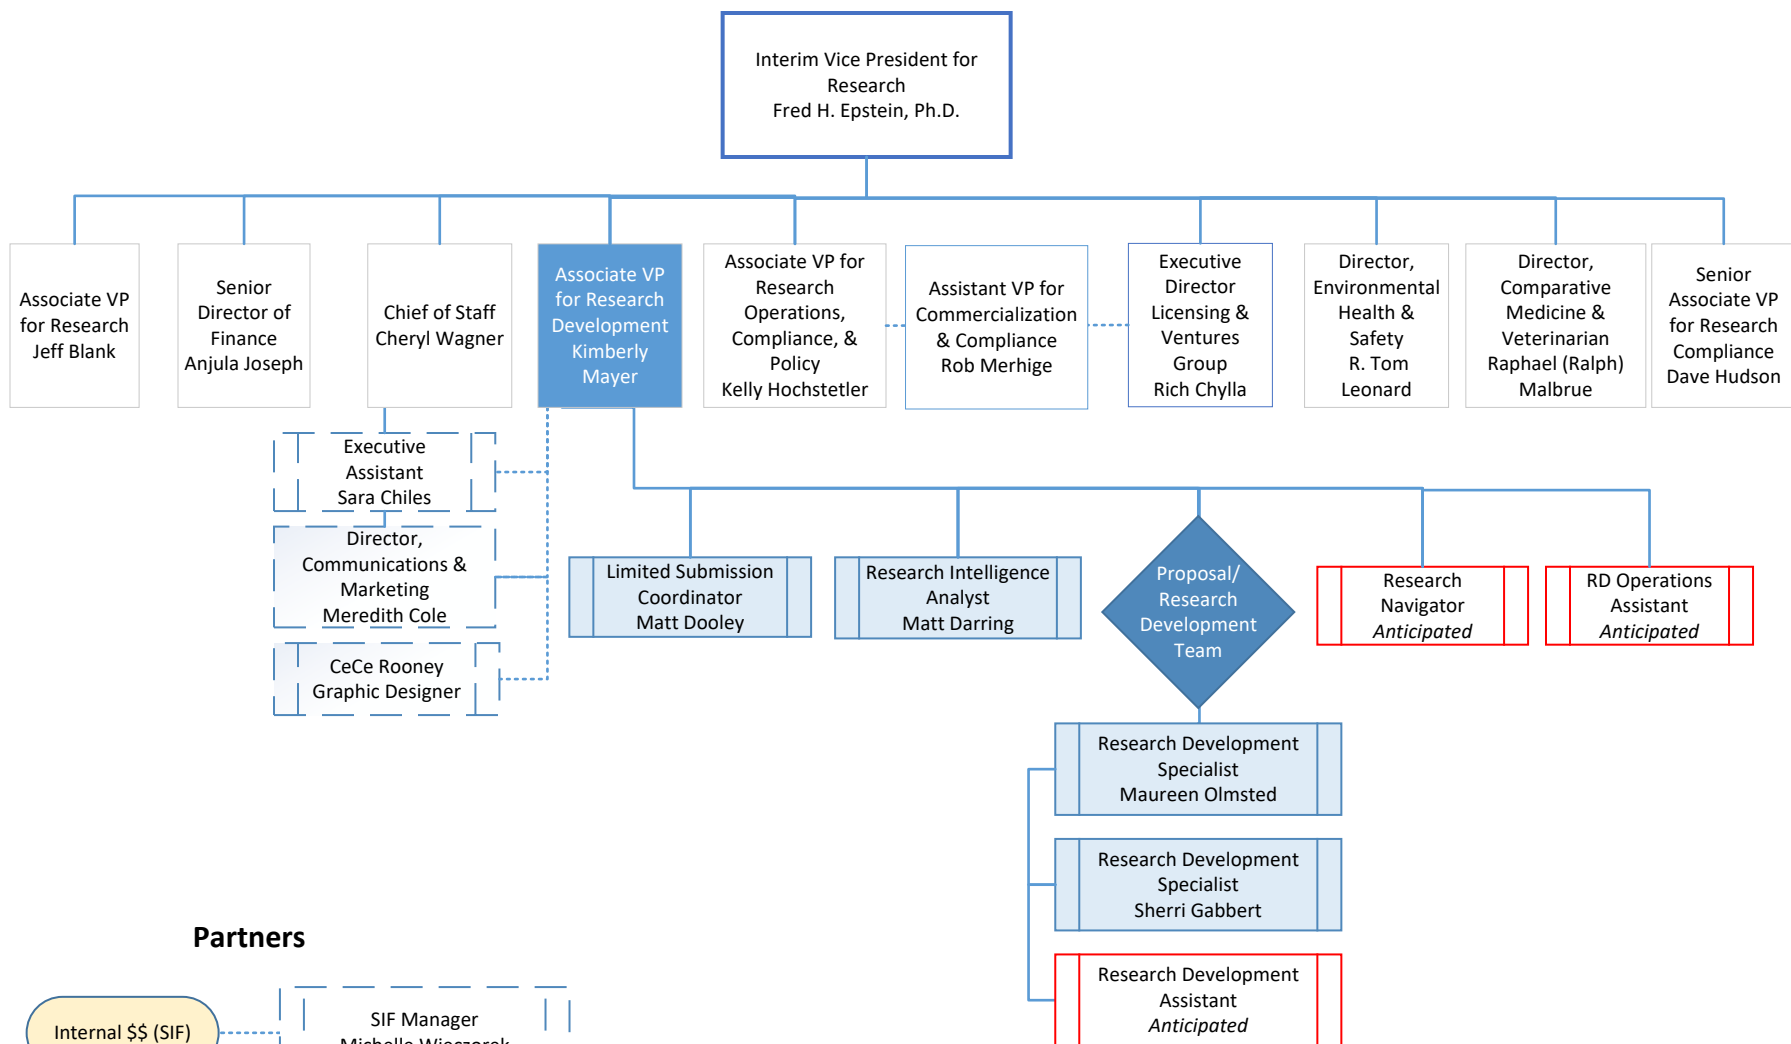 Interim Vice President for
Research
Fred H. Epstein, Ph.D.
Associate VP
for Research
Jeff Blank
Senior
Director of
Finance
Anjula Joseph
Chief of Staff
Cheryl Wagner
Associate VP
for Research
Development
Kimberly
Mayer
Associate VP for
Research
Operations,
Compliance, &
Policy
Kelly Hochstetler
Assistant VP for
Commercialization
& Compliance
Rob Merhige
Executive
Director
Licensing &
Ventures
Group
Rich Chylla
Director,
Environmental
Health &
Safety
R. Tom
Leonard
Director,
Comparative
Medicine &
Veterinarian
Raphael (Ralph)
Malbrue
Senior
Associate VP
for Research
Compliance
Dave Hudson
Executive
Assistant
Sara Chiles
Director,
Communications &
Marketing
Meredith Cole
CeCe Rooney
Graphic Designer
Limited Submission
Coordinator
Matt Dooley
Research Intelligence
Analyst
Matt Darring
Proposal/
Research
Development
Team
Research
Navigator
Anticipated
RD Operations
Assistant
Anticipated
Research Development
Specialist
Maureen Olmsted
Research Development
Specialist
Sherri Gabbert
Research Development
Assistant
Anticipated
Partners
Internal $$ (SIF)
SIF Manager
Michelle Wieczorek